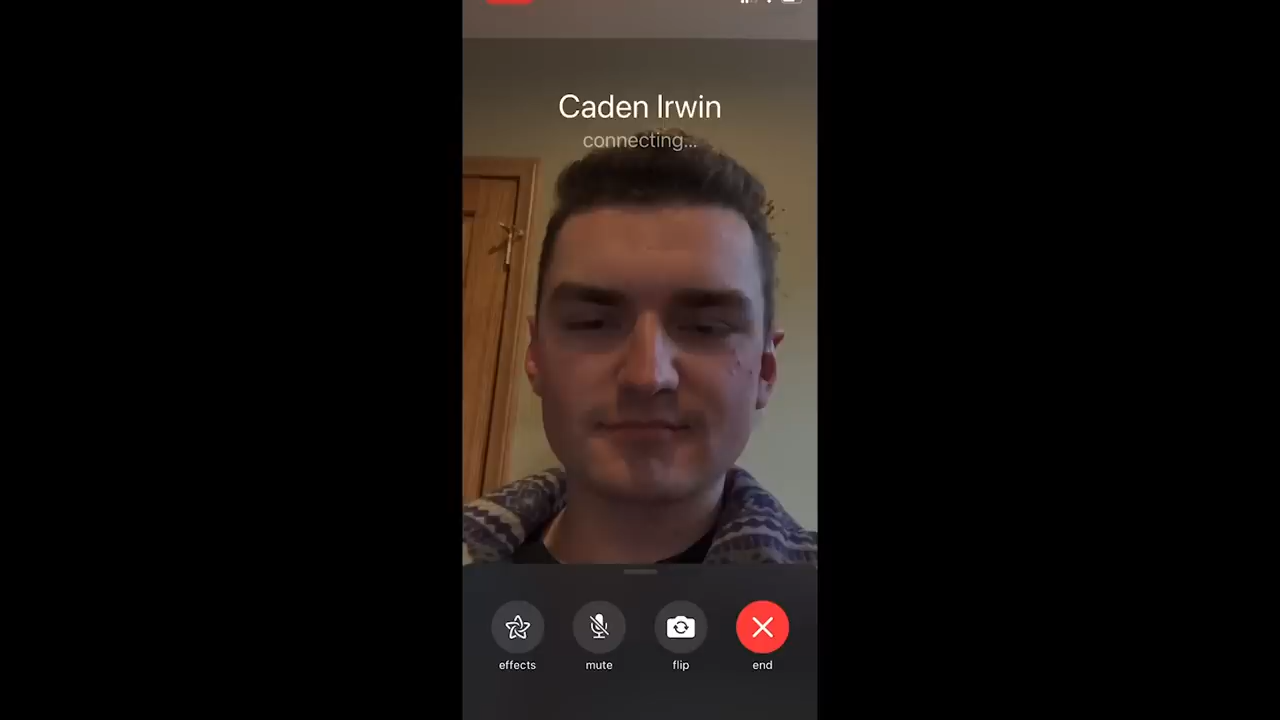 Caden Irwin
connecting...
effects
mute
flip
end